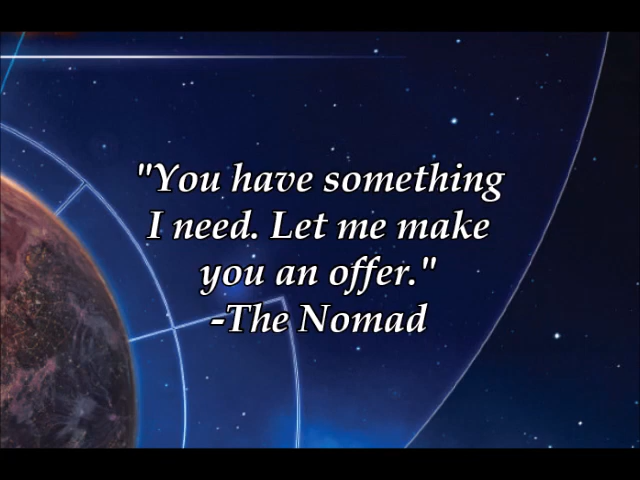 "You have something
I need. Let me make
you an offer."
-The Nomad